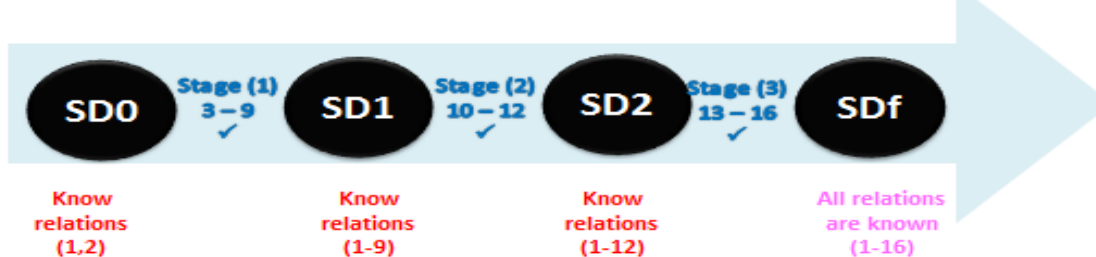 SD0
Stage (1)
3 – 9
✓
SD1
Stage (2)
10 – 12
✓
SD2
Stage (3)
13 – 16
✓
SDf
Know
relations
(1,2)
Know
relations
(1-9)
Know
relations
(1-12)
All relations
are known
(1-16)